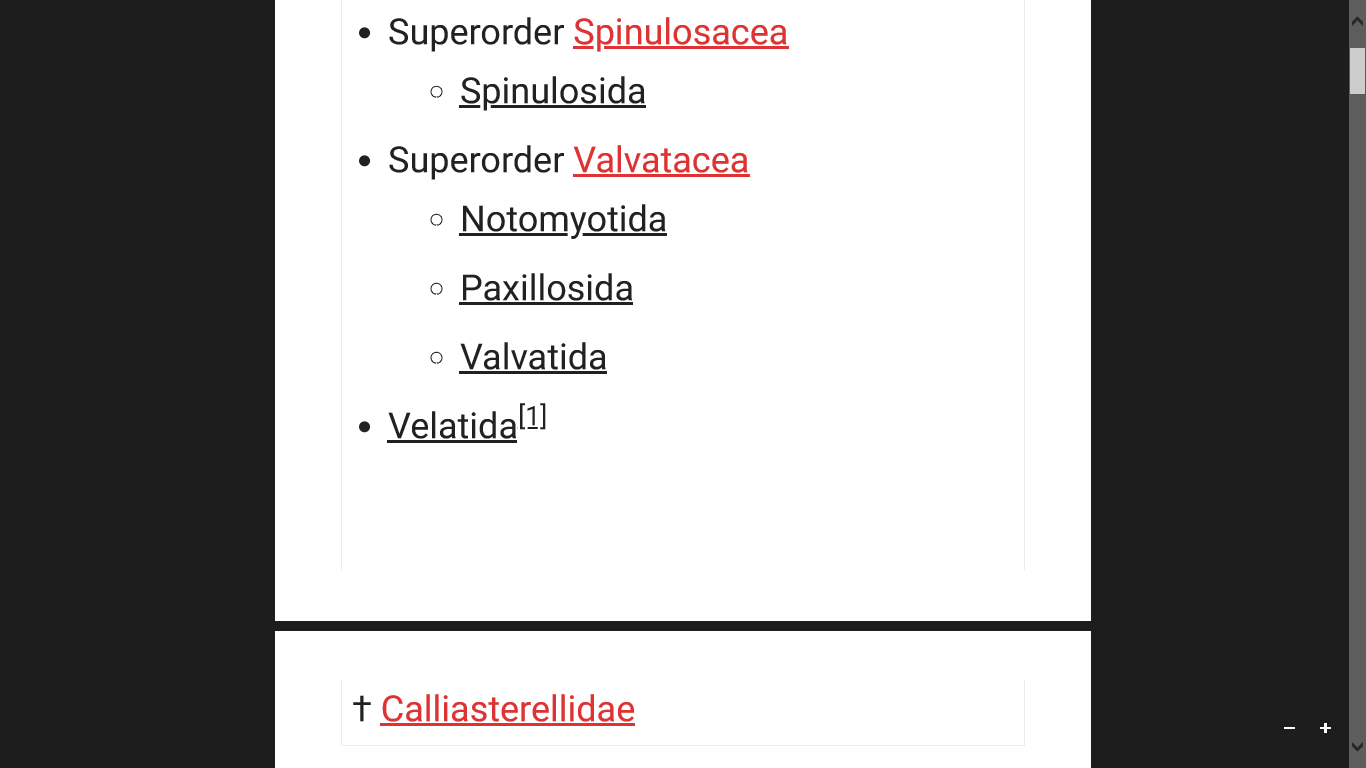 Superorder Spinulosacea
Spinulosida
Superorder Valvatacea
Notomyotida
Paxillosida
Valvatida
Velatida[1]
† Calliasterellidae